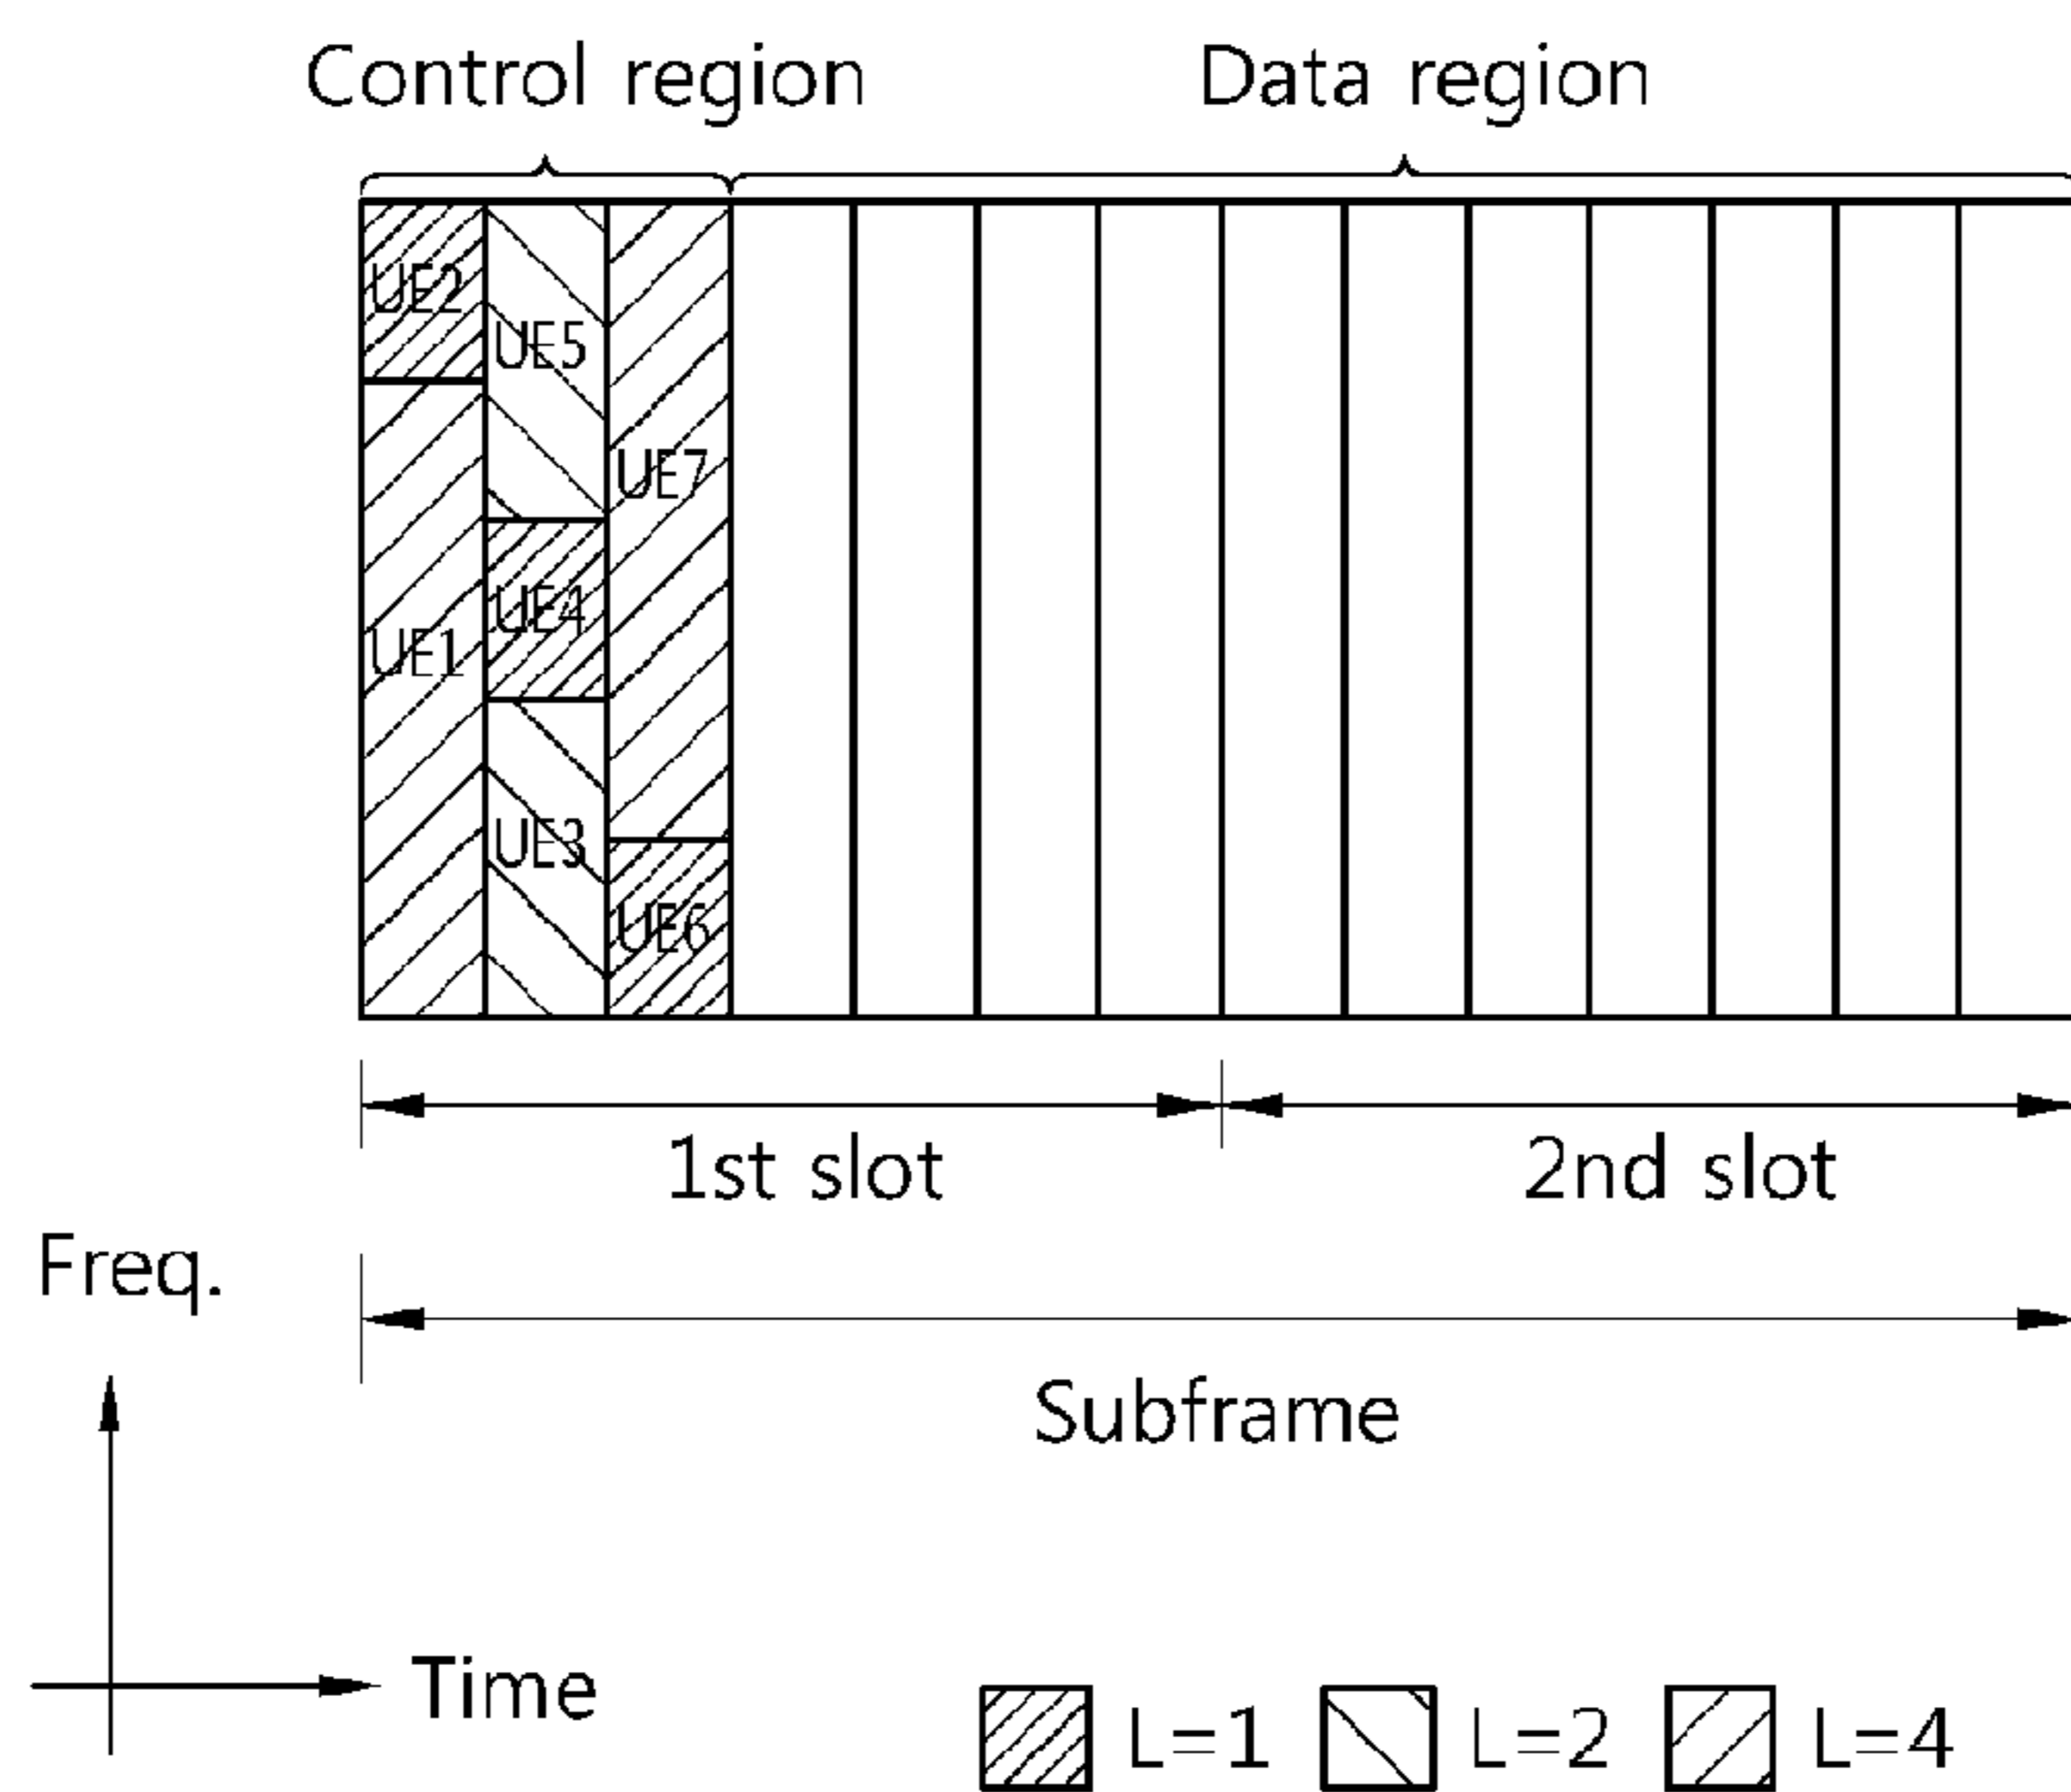 Control region
Data region
UE2
UE5
UE7
UE4
UE1
UE3
UE6
1st slot
2nd slot
Freq.
Subframe
Time
L=1
L=2
L=4